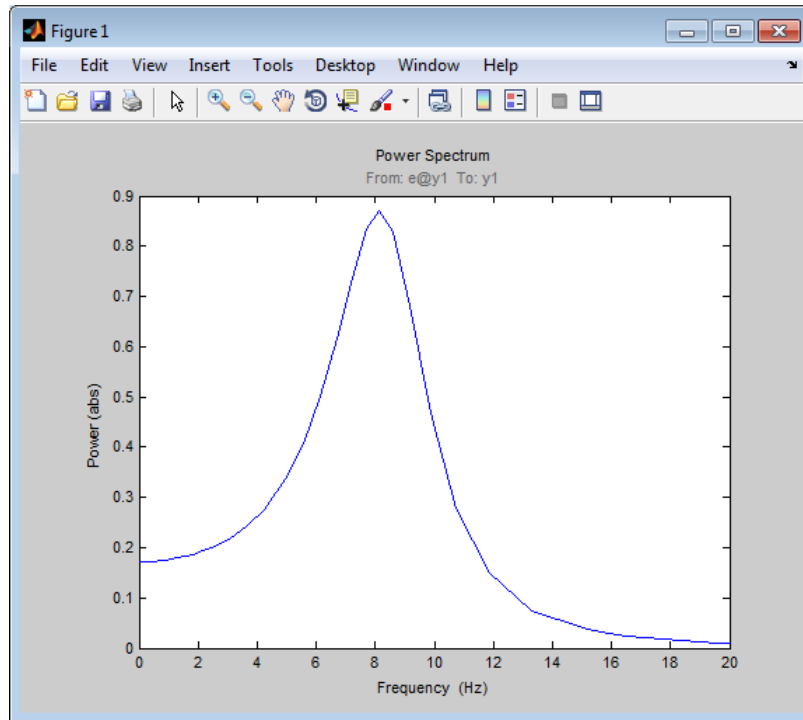 Figure 1
File Edit View Insert Tools Desktop Window Help
Power Spectrum
From: e@y1 To: y1
0.9
0.8
0.7
0.6
0.5
0.4
0.3
0.2
0.1
0
Power (abs)
0 2 4 6 8 10 12 14 16 18 20
Frequency (Hz)